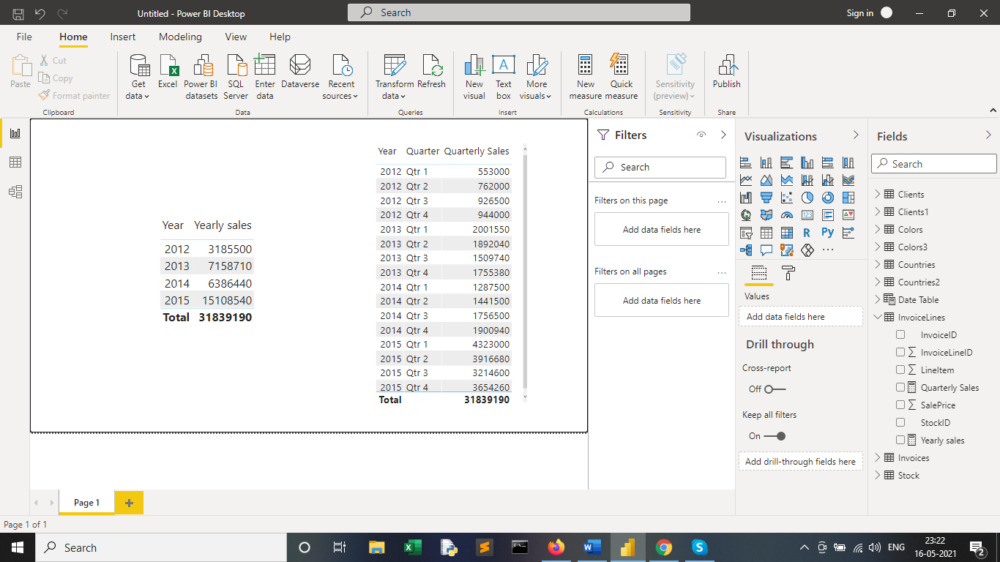 Untitled - Power BI Desktop
Search
Sign in
File Home Insert Modeling View Help
Paste
Cut
Copy
Format painter
Clipboard
Get data
Excel
Power BI datasets
SQL Server
Enter data
Dataverse
Recent sources
Data
Transform data
Refresh
Queries
New visual
Text box
More visuals
Insert
New measure
Quick measure
Calculations
Sensitivity (preview)
Sensitivity
Publish
Share
Year Yearly sales
2012 3185500
2013 7158710
2014 6386440
2015 15108540
Total 31839190
Year Quarter Quarterly Sales
2012 Qtr 1 553000
2012 Qtr 2 762000
2012 Qtr 3 926500
2012 Qtr 4 944000
2013 Qtr 1 2001550
2013 Qtr 2 1892040
2013 Qtr 3 1509740
2013 Qtr 4 1755380
2014 Qtr 1 1287500
2014 Qtr 2 1441500
2014 Qtr 3 1756500
2014 Qtr 4 1900940
2015 Qtr 1 4323000
2015 Qtr 2 3916680
2015 Qtr 3 3214600
2015 Qtr 4 3654260
Total 31839190
Filters
Search
Filters on this page ...
Add data fields here
Filters on all pages ...
Add data fields here
Visualizations
123
R Py
...
Values
Add data fields here
Drill through
Cross-report
Off
Keep all filters
On
Add drill-through fields here
Fields
Search
Clients
Clients1
Colors
Colors3
Countries
Countries2
Date Table
InvoiceLines
InvoiceID
∑ InvoiceLineID
∑ LineItem
Quarterly Sales
∑ SalePrice
StockID
Yearly sales
Invoices
Stock
Page 1
+
Page 1 of 1
Search
ENG
23:22
16-05-2021
2